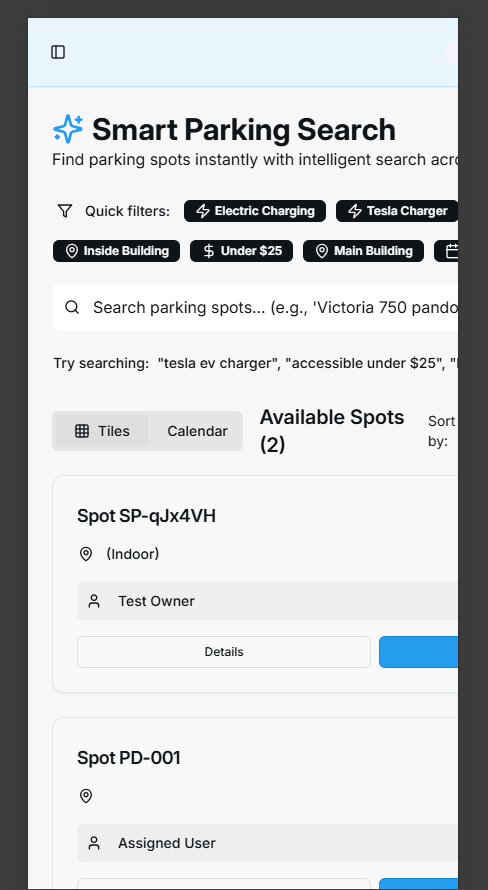 Smart Parking Search
Find parking spots instantly with intelligent search
Quick filters: Electric Charging Tesla Charger
Inside Building Under $25 Main Building
Search parking spots... (e.g., 'Victoria 750 pando
Try searching: "tesla ev charger", "accessible under $25", "
Tiles Calendar
Available Spots
(2)
Sort
by:
Spot SP-qJx4VH
(Indoor)
Test Owner
Details
Spot PD-001
Assigned User